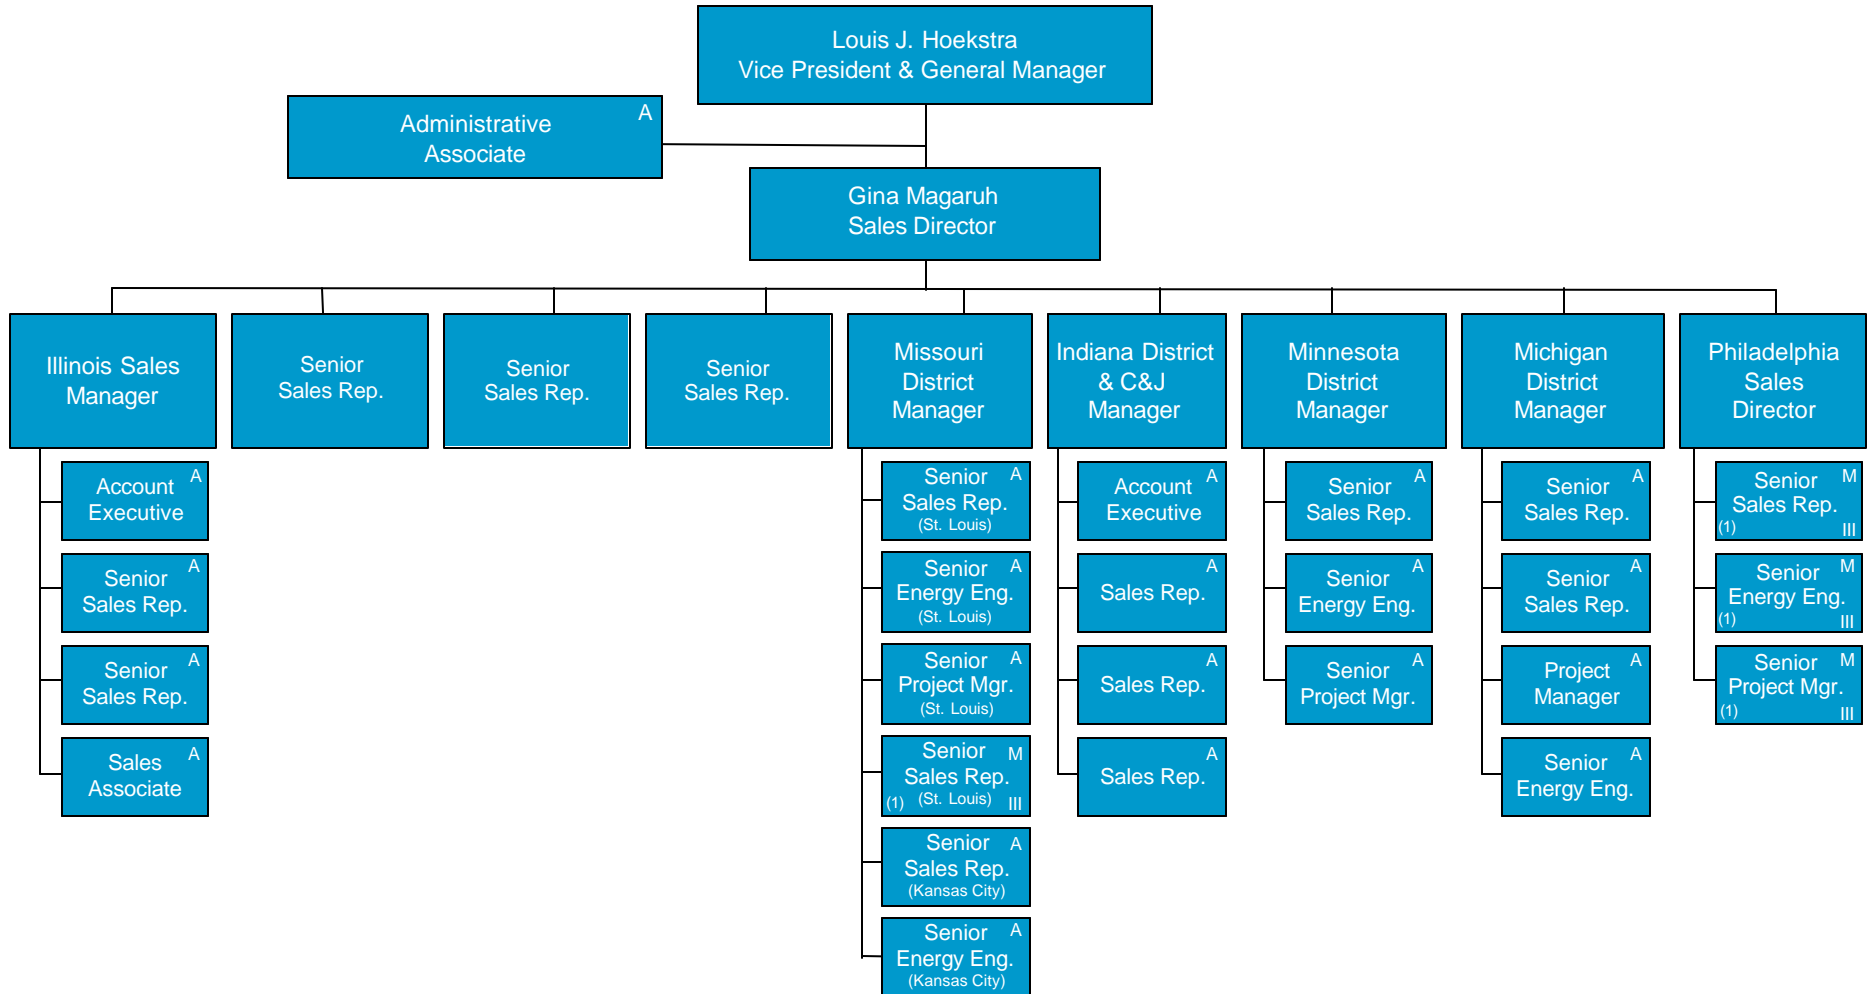 Louis J. Hoekstra
Vice President & General Manager
A
Administrative
Associate
Gina Magaruh
Sales Director
Illinois Sales
Manager
Senior
Sales Rep.
Senior
Sales Rep.
Senior
Sales Rep.
Missouri
District
Manager
Indiana District
& C&J
Manager
Minnesota
District
Manager
Michigan
District
Manager
Philadelphia
Sales
Director
Account A
Executive
Senior A
Sales Rep.
Senior A
Sales Rep.
Sales A
Associate
Senior A
Sales Rep.
(St. Louis)
Senior A
Energy Eng.
(St. Louis)
Senior A
Project Mgr.
(St. Louis)
Senior M
Sales Rep.
(1) (St. Louis) III
Senior A
Sales Rep.
(Kansas City)
Senior A
Energy Eng.
(Kansas City)
Account A
Executive
A
Sales Rep.
A
Sales Rep.
A
Sales Rep.
Senior A
Sales Rep.
Senior A
Energy Eng.
Senior A
Project Mgr.
Senior A
Sales Rep.
Senior A
Sales Rep.
Project A
Manager
Senior A
Energy Eng.
Senior M
Sales Rep.
(1) III
Senior M
Energy Eng.
(1) III
Senior M
Project Mgr.
(1) III